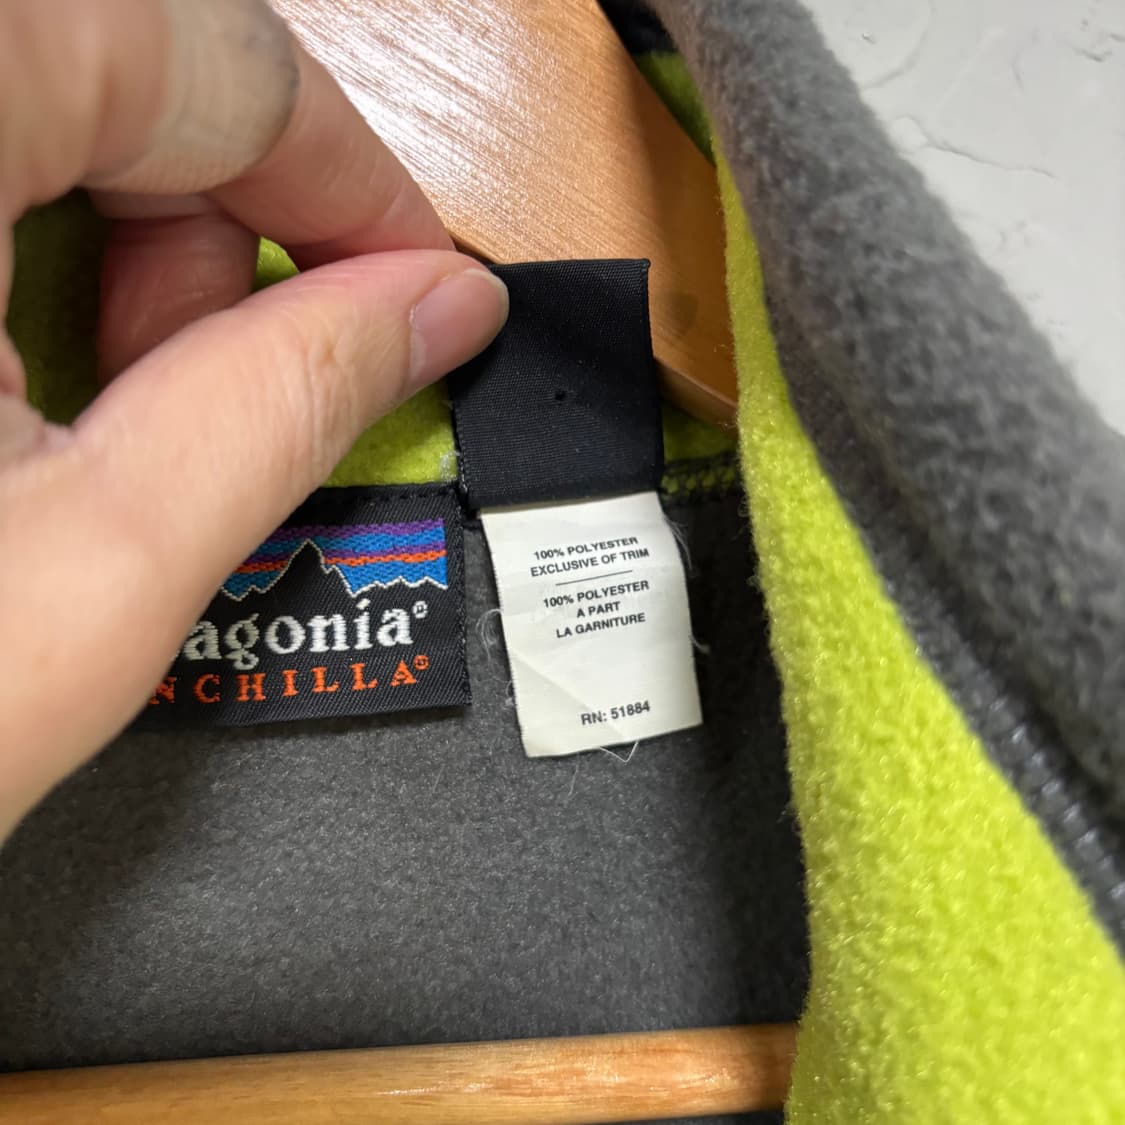 agonia®
NCHILLA®
100% POLYESTER
EXCLUSIVE OF TRIM
100% POLYESTER
A PART
LA GARNITURE
RN: 51884